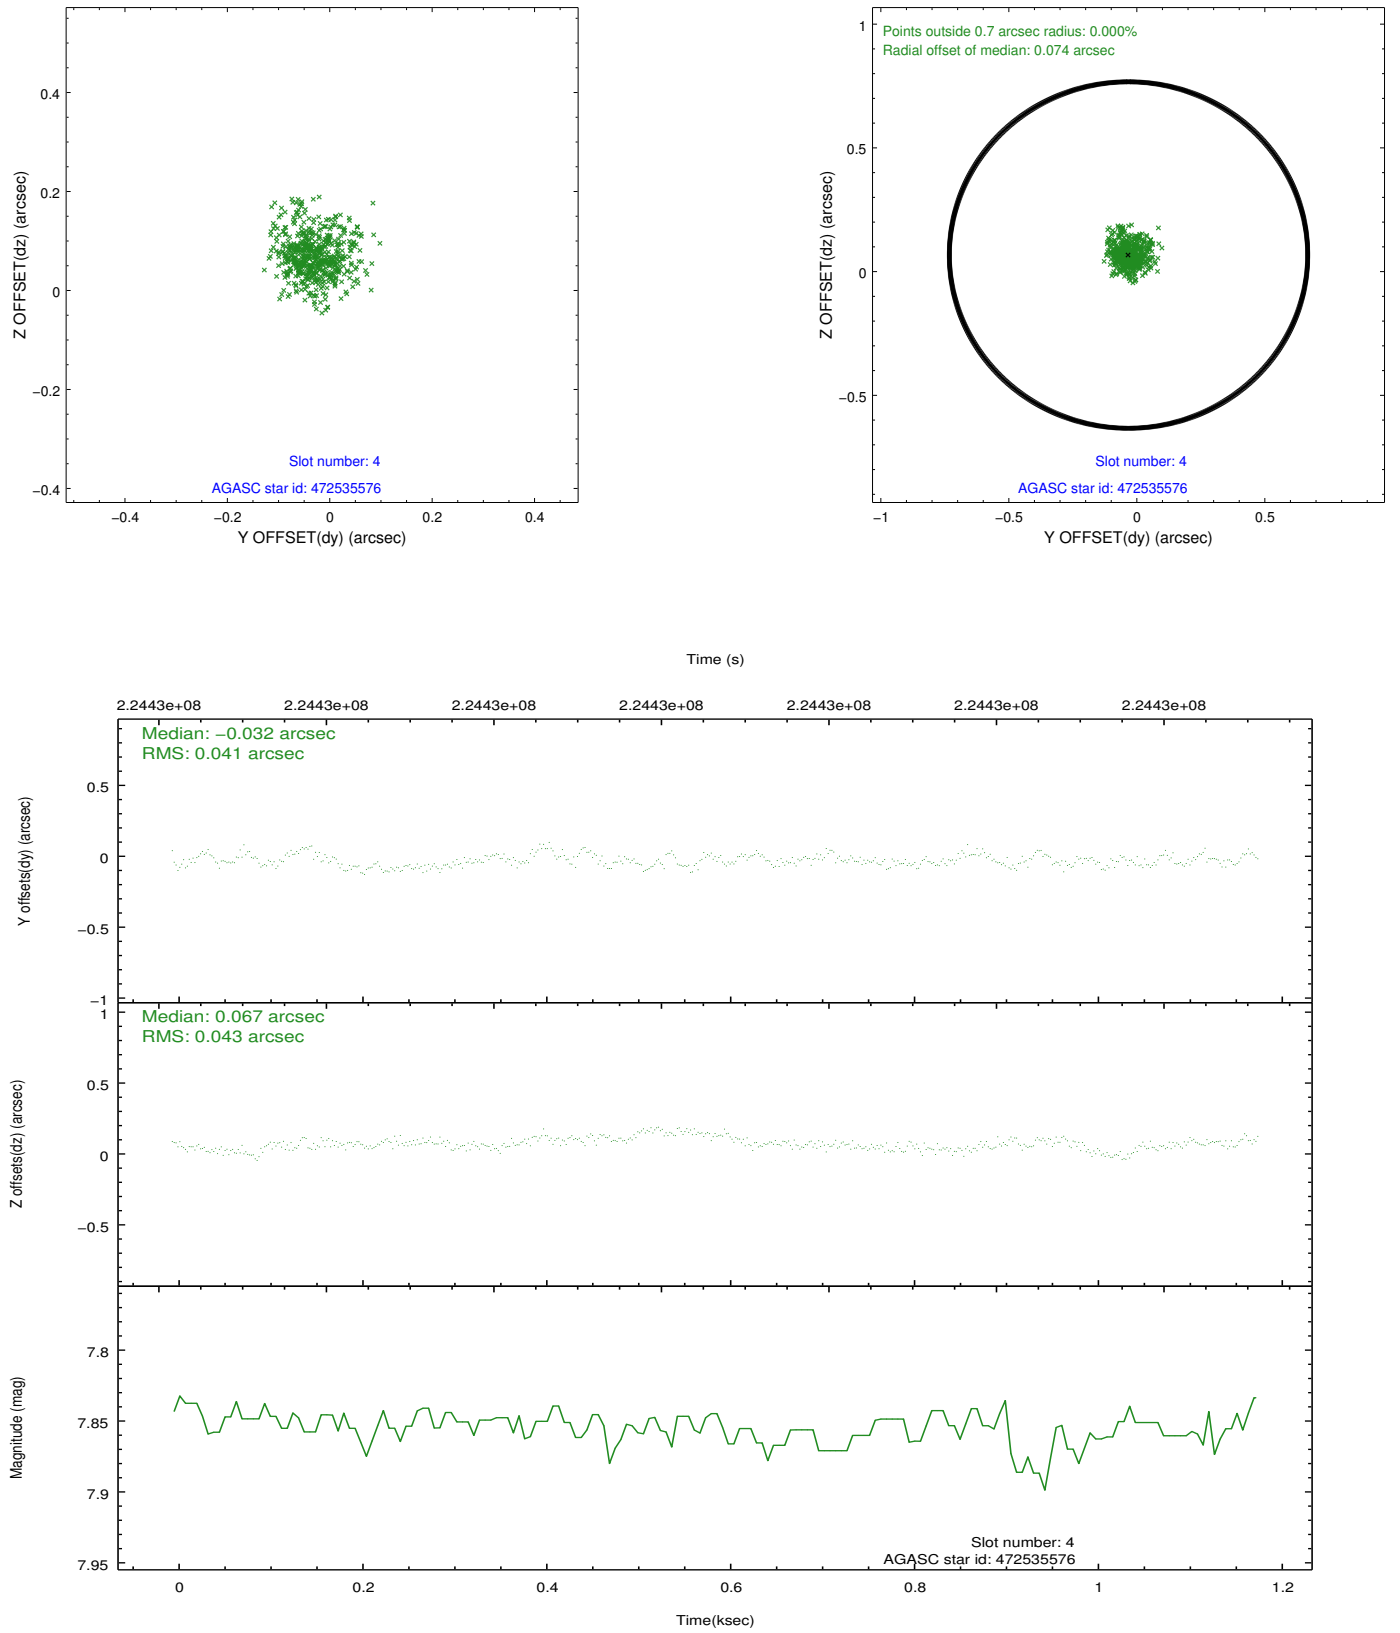 Points outside 0.7 arcsec radius: 0.000%
Radial offset of median: 0.074 arcsec
0.4
0.2
0
−0.2
−0.4
Z OFFSET(dz) (arcsec)
Slot number: 4
AGASC star id: 472535576
−0.4 −0.2 0 0.2 0.4
Y OFFSET(dy) (arcsec)
1
0.5
0
−0.5
Z OFFSET(dz) (arcsec)
Slot number: 4
AGASC star id: 472535576
−1 −0.5 0 0.5
Y OFFSET(dy) (arcsec)
Time (s)
2.2443e+08 2.2443e+08 2.2443e+08 2.2443e+08 2.2443e+08 2.2443e+08 2.2443e+08
Median: −0.032 arcsec
RMS: 0.041 arcsec
0.5
0
−0.5
−1
Y offsets(dy) (arcsec)
Median: 0.067 arcsec
RMS: 0.043 arcsec
1
0.5
0
−0.5
Z offsets(dz) (arcsec)
7.8
7.85
7.9
7.95
Magnitude (mag)
Slot number: 4
AGASC star id: 472535576
0 0.2 0.4 0.6 0.8 1 1.2
Time(ksec)